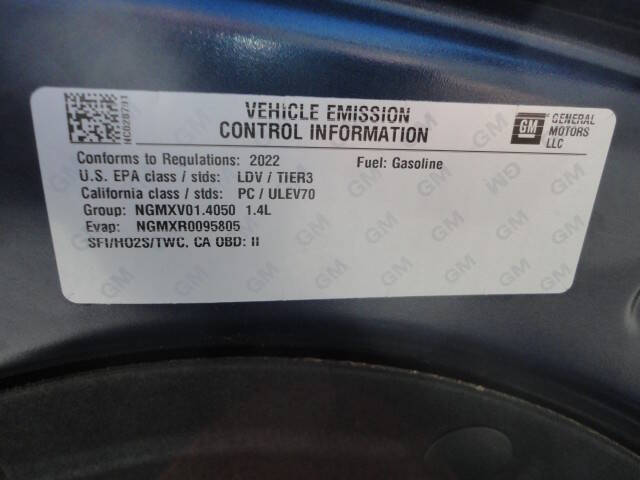 VEHICLE EMISSION
CONTROL INFORMATION
GM
GENERAL
MOTORS
LLC
Conforms to Regulations: 2022
Fuel: Gasoline
U.S. EPA class / stds: LDV / TIER3
California class / stds: PC / ULEV70
Group: NGMXV01.4050 1.4L
Evap: NGMXR0095805
SFI/HO2S/TWC, CA OBD: II